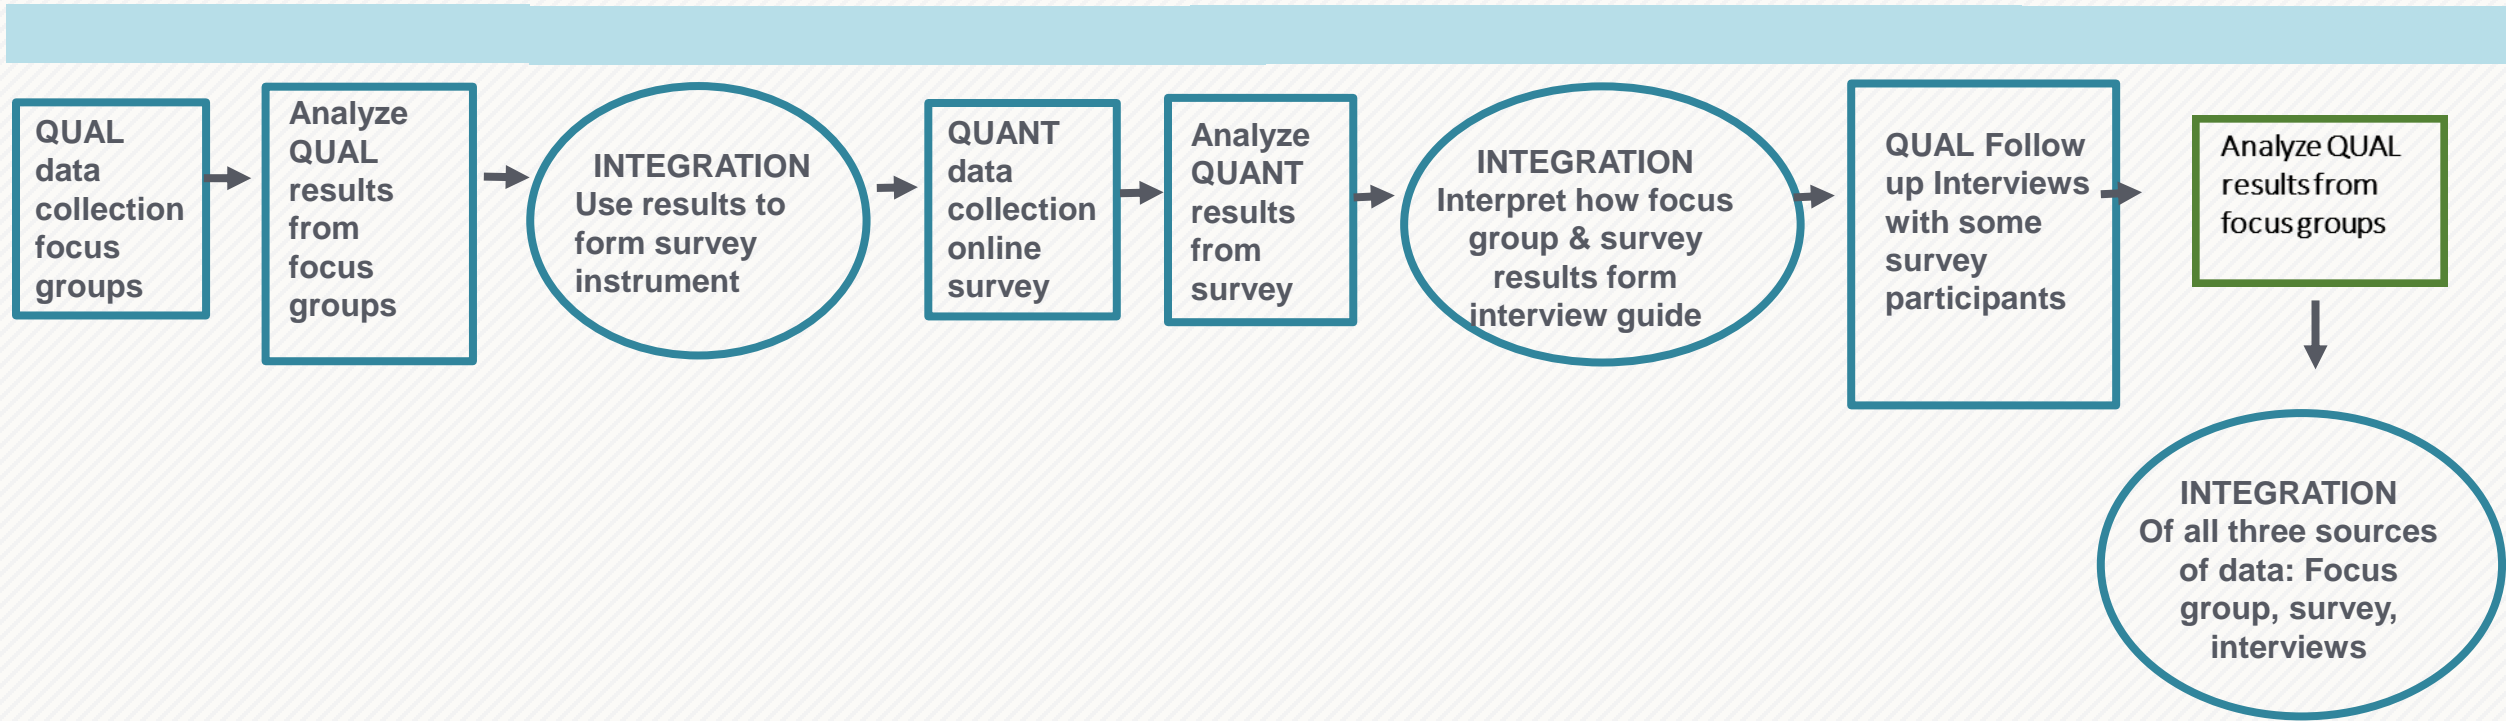 QUAL
data
collection
focus
groups
Analyze
QUAL
results
from
focus
groups
INTEGRATION
Use results to
form survey
instrument
QUANT
data
collection
online
survey
Analyze
QUANT
results
from
survey
INTEGRATION
Interpret how focus
group & survey
results form
interview guide
QUAL Follow
up Interviews
with some
survey
participants
Analyze QUAL
results from
focus groups
INTEGRATION
Of all three sources
of data: Focus
group, survey,
interviews